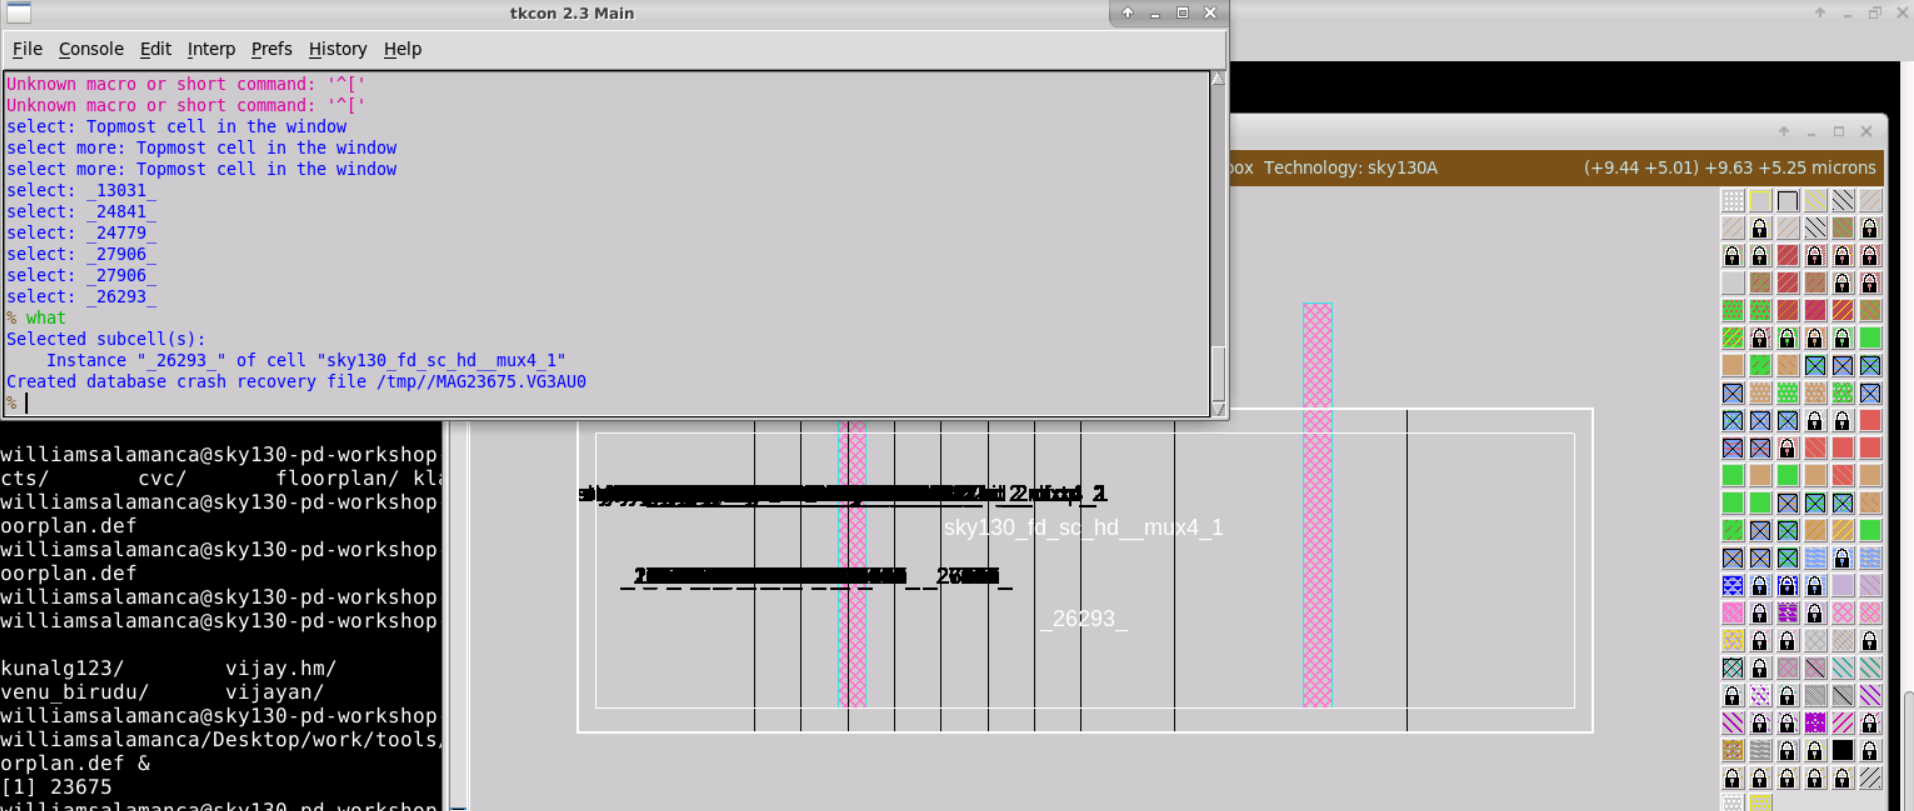 tkcon 2.3 Main
File Console Edit Interp Prefs History Help
Unknown macro or short command: '^['
Unknown macro or short command: '^['
select: Topmost cell in the window
select more: Topmost cell in the window
select more: Topmost cell in the window
select: _13031_
select: _24841_
select: _24779_
select: _27906_
select: _27906_
select: _26293_
% what
Selected subcell(s):
    Instance "_26293_" of cell "sky130_fd_sc_hd__mux4_1"
Created database crash recovery file /tmp//MAG23675.VG3AU0
%
box Technology: sky130A (+9.44 +5.01) +9.63 +5.25 microns
sky130_fd_sc_hd__mux4_1
_26293_
williamsalamanca@sky130-pd-workshop
cts/ cvc/ floorplan/ kla
williamsalamanca@sky130-pd-workshop
oorplan.def
williamsalamanca@sky130-pd-workshop
oorplan.def
williamsalamanca@sky130-pd-workshop
williamsalamanca@sky130-pd-workshop
kunalg123/ vijay.hm/
venu_birudu/ vijayan/
williamsalamanca@sky130-pd-workshop
williamsalamanca/Desktop/work/tools/
orplan.def &
[1] 23675
williamsalamanca@sky130-pd-workshop